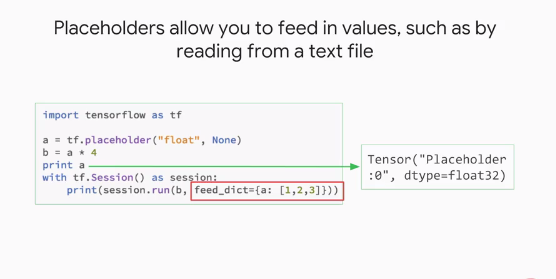 Placeholders allow you to feed in values, such as by
reading from a text file
import tensorflow as tf
a = tf.placeholder("float", None)
b = a * 4
print a
with tf.Session() as session:
print(session.run(b, feed_dict={a: [1,2,3]}))
Tensor("Placeholder
:0", dtype=float32)